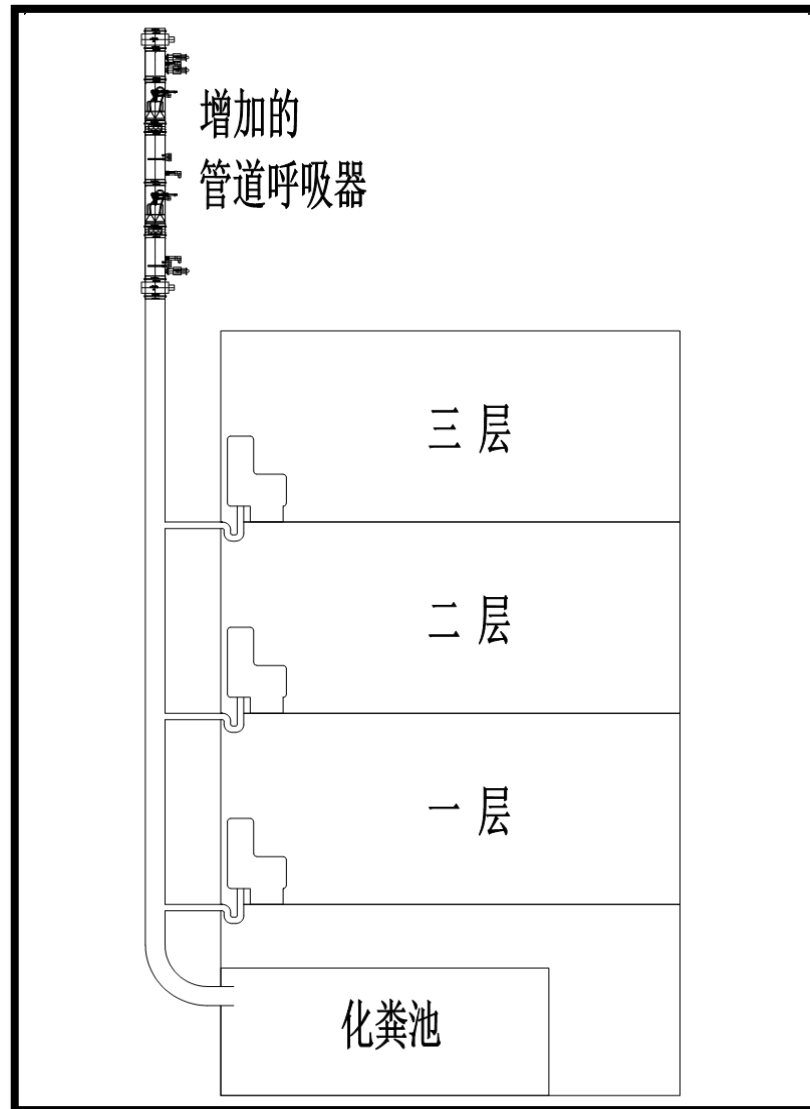 增加的
管道呼吸器
三 层
二 层
一 层
化粪池